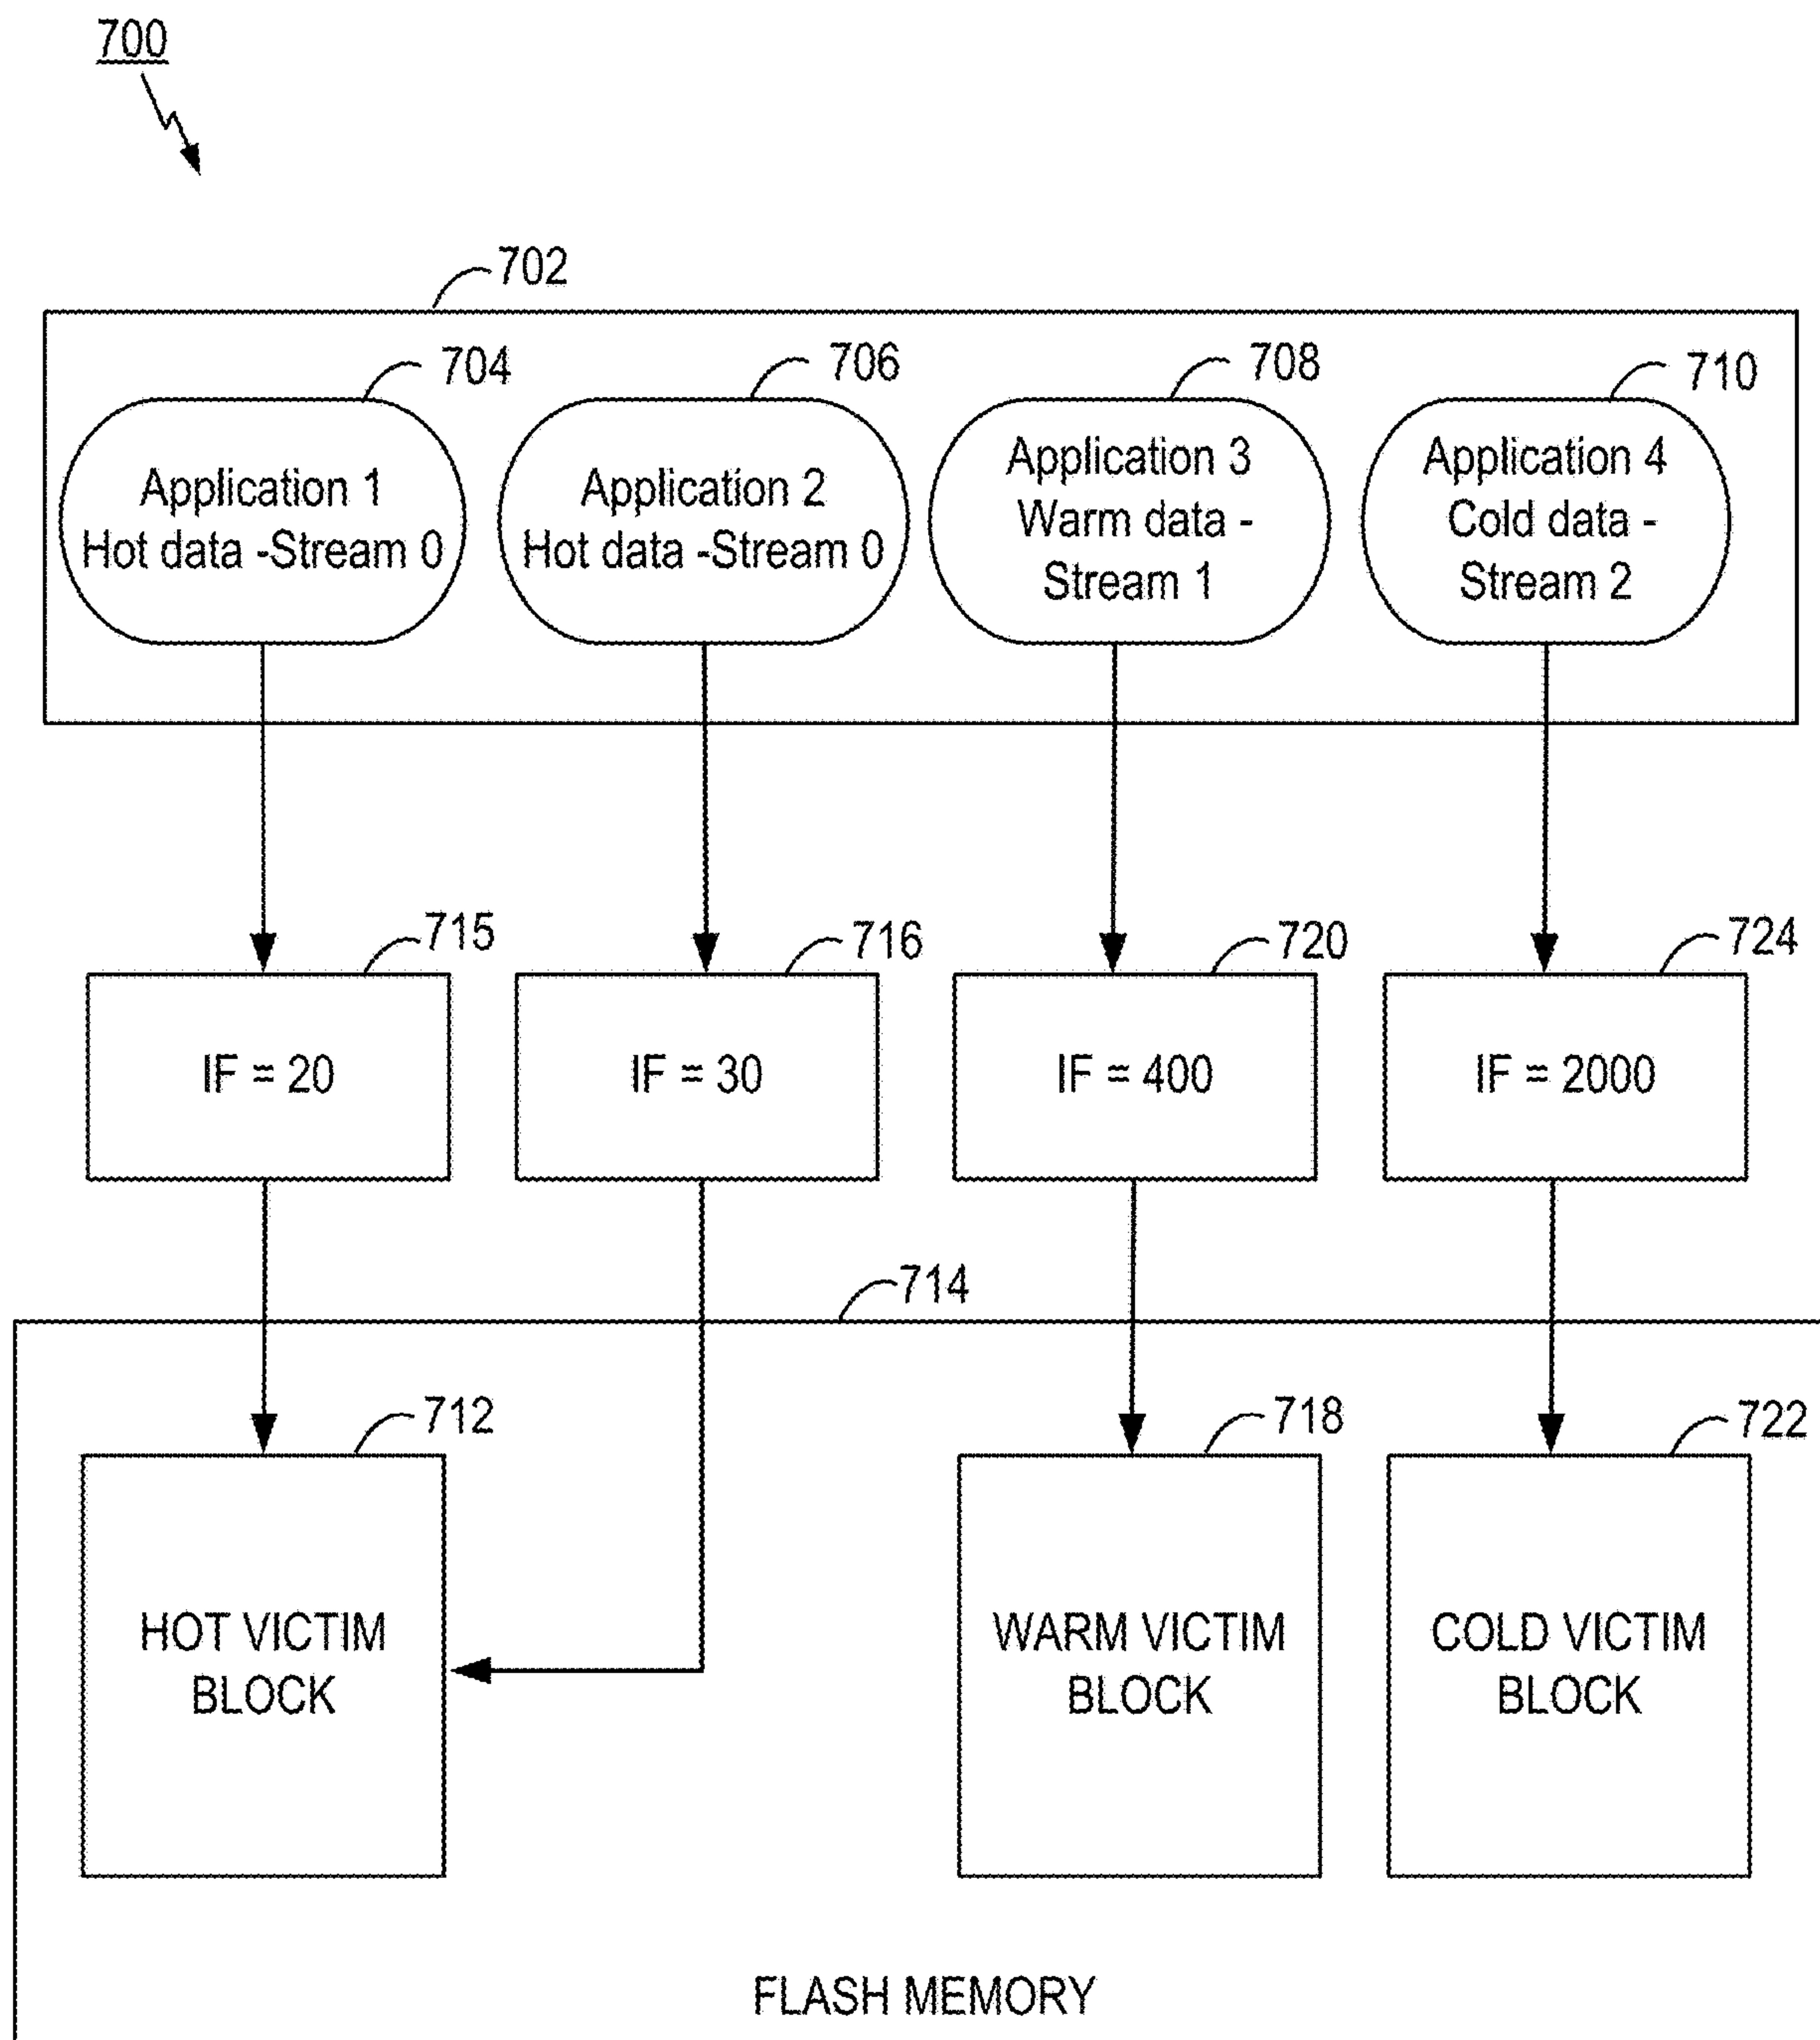 700
702
704
706
708
710
Application 1
Hot data -Stream 0
Application 2
Hot data -Stream 0
Application 3
Warm data -
Stream 1
Application 4
Cold data -
Stream 2
715
716
720
724
IF = 20
IF = 30
IF = 400
IF = 2000
714
712
718
722
HOT VICTIM
BLOCK
WARM VICTIM
BLOCK
COLD VICTIM
BLOCK
FLASH MEMORY